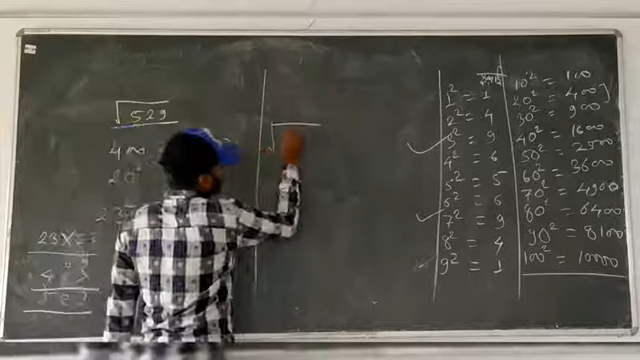 √529
400
1² = 1
2² = 4
3² = 9
4² = 6
5² = 5
6² = 6
7² = 9
8² = 4
9² = 1
10² = 100
20² = 400
30² = 900
40² = 1600
50² = 2500
60² = 3600
70² = 4900
80² = 6400
90² = 8100
100² = 10000